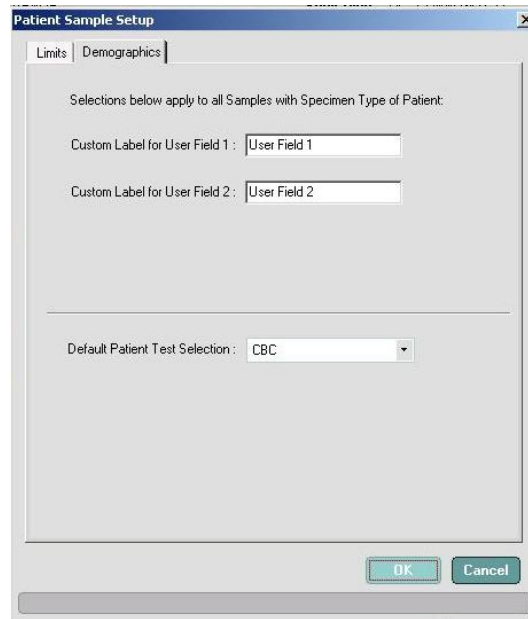 Patient Sample Setup
Limits Demographics
Selections below apply to all Samples with Specimen Type of Patient:
Custom Label for User Field 1 : User Field 1
Custom Label for User Field 2 : User Field 2
Default Patient Test Selection : CBC
OK Cancel